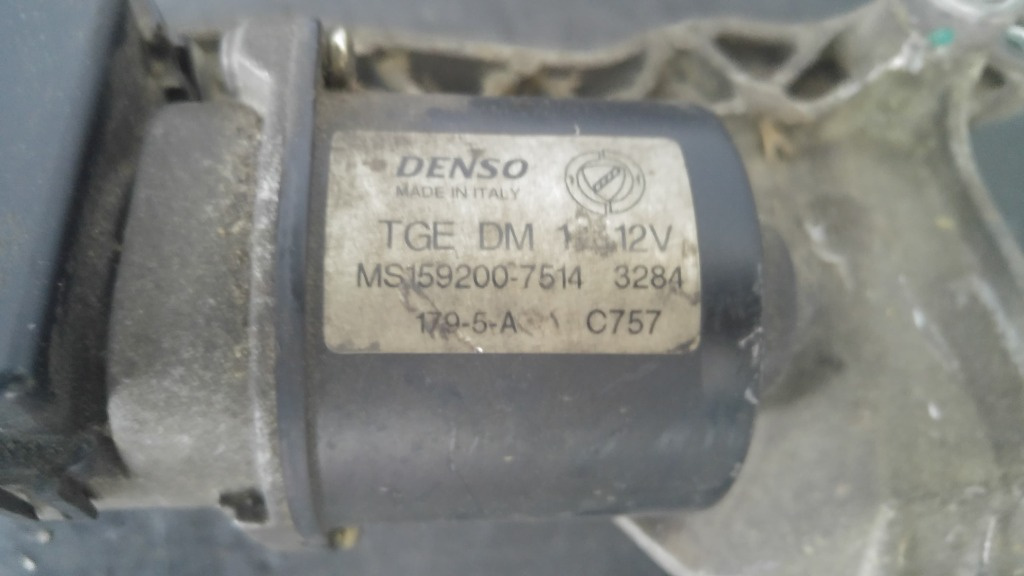 DENSO
MADE IN ITALY
TGE DM 12V
MS159200-7514 3284
179-5-A C757